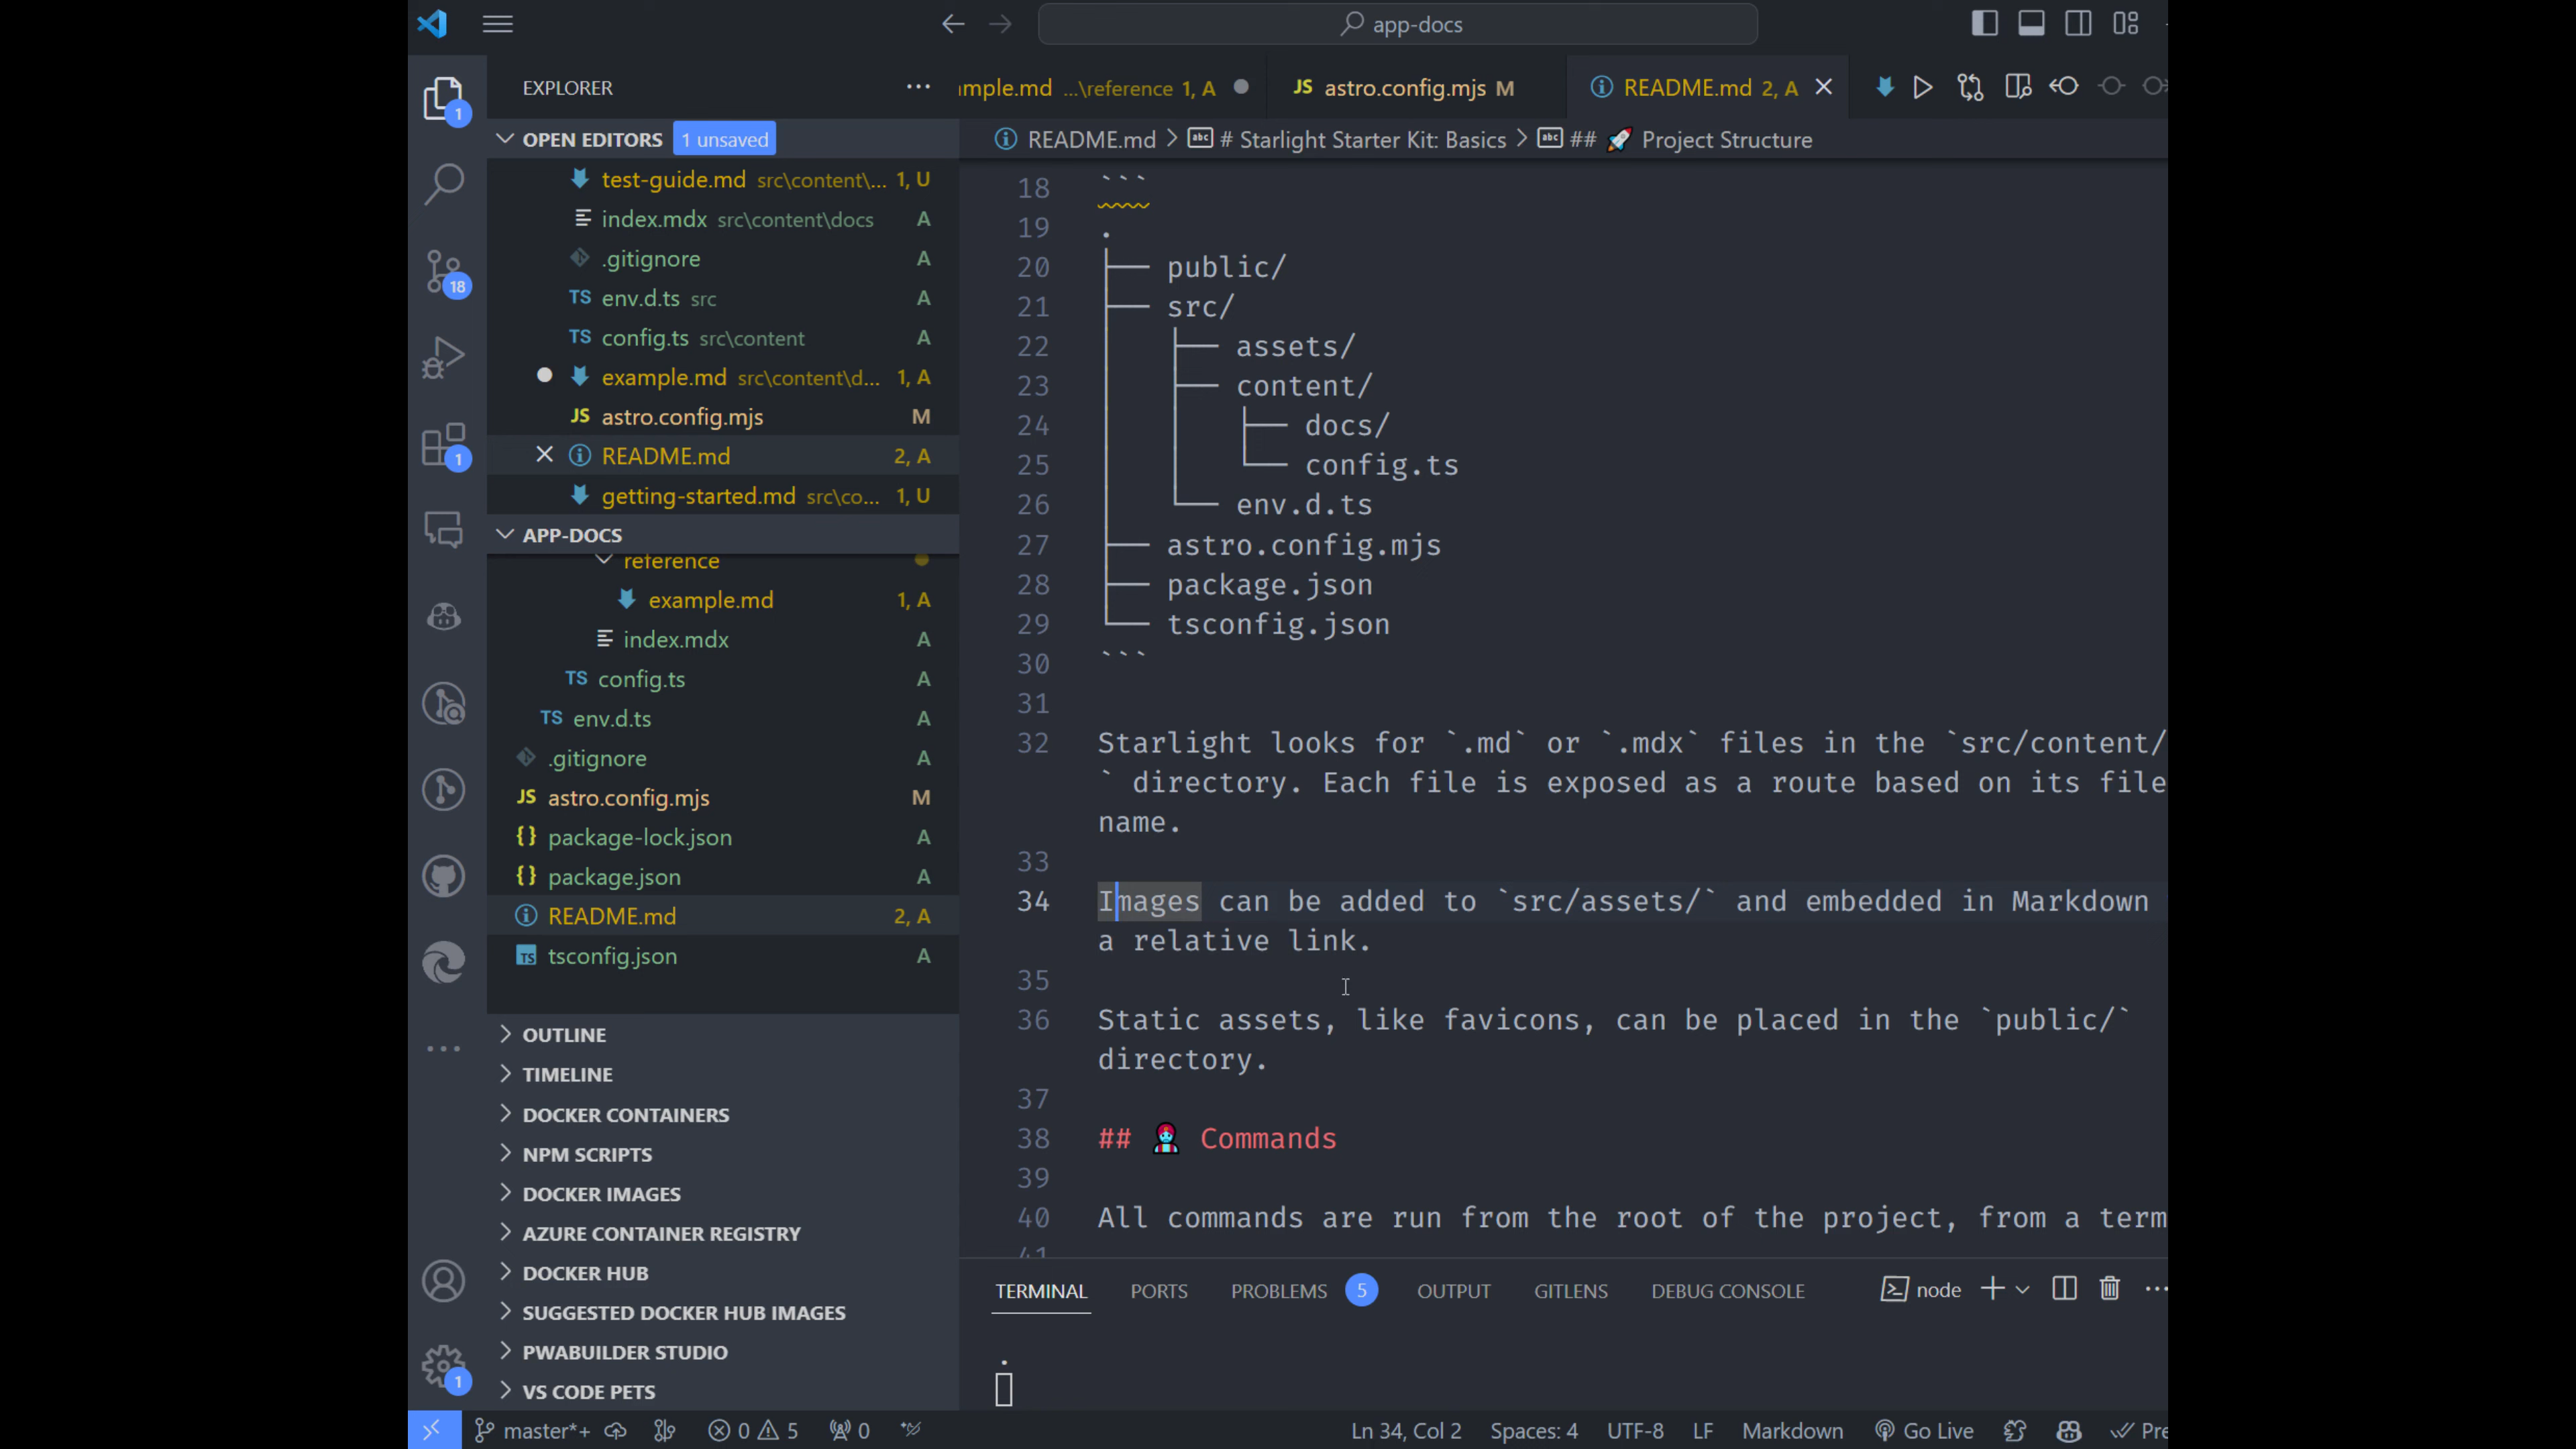 app-docs
EXPLORER
ample.md ...\reference 1, A
JS astro.config.mjs M
README.md 2, A
OPEN EDITORS 1 unsaved
README.md > # Starlight Starter Kit: Basics > ## 🚀 Project Structure
test-guide.md src\content\... 1, U
index.mdx src\content\docs A
.gitignore A
TS env.d.ts src A
TS config.ts src\content A
example.md src\content\d... 1, A
JS astro.config.mjs M
README.md 2, A
getting-started.md src\co... 1, U
APP-DOCS
reference
example.md 1, A
index.mdx A
TS config.ts A
TS env.d.ts A
.gitignore A
JS astro.config.mjs M
{} package-lock.json A
{} package.json A
README.md 2, A
TS tsconfig.json A
OUTLINE
TIMELINE
DOCKER CONTAINERS
NPM SCRIPTS
DOCKER IMAGES
AZURE CONTAINER REGISTRY
DOCKER HUB
SUGGESTED DOCKER HUB IMAGES
PWABUILDER STUDIO
VS CODE PETS
1
18
1
1
18 ```
19 .
20 ├── public/
21 ├── src/
22 │   ├── assets/
23 │   ├── content/
24 │   │   ├── docs/
25 │   │   └── config.ts
26 │   └── env.d.ts
27 ├── astro.config.mjs
28 ├── package.json
29 └── tsconfig.json
30 ```
31
32 Starlight looks for `.md` or `.mdx` files in the `src/content/
` directory. Each file is exposed as a route based on its file
name.
33
34 Images can be added to `src/assets/` and embedded in Markdown
a relative link.
35
36 Static assets, like favicons, can be placed in the `public/`
directory.
37
38 ## Commands
39
40 All commands are run from the root of the project, from a term
41
TERMINAL PORTS PROBLEMS 5 OUTPUT GITLENS DEBUG CONSOLE node
.
master*+ 0 5 0 Ln 34, Col 2 Spaces: 4 UTF-8 LF Markdown Go Live Pre